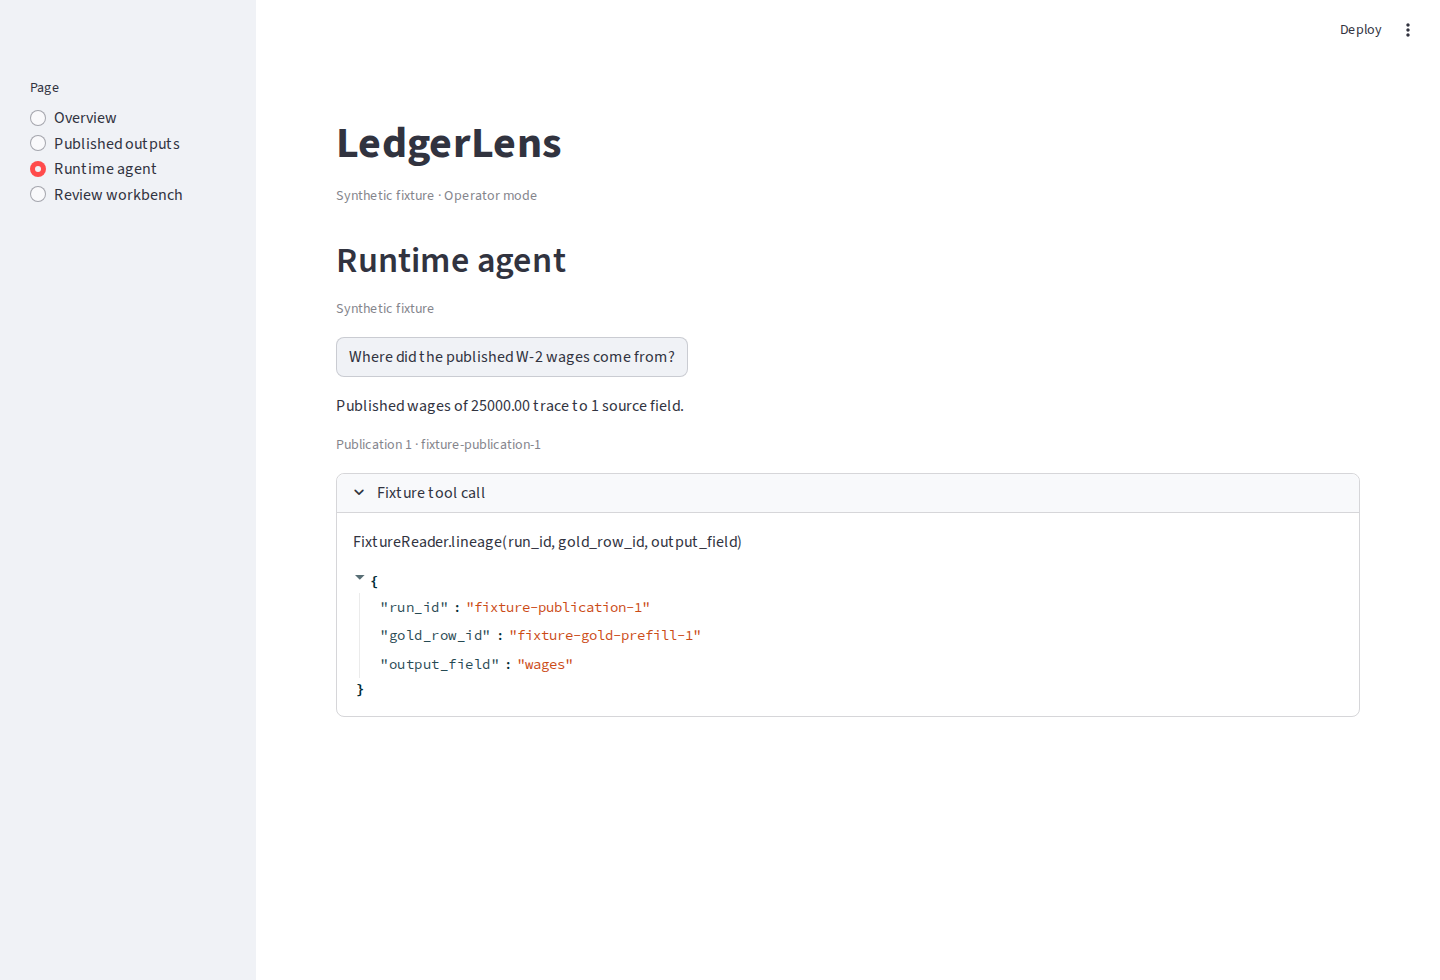 Deploy
Page
Overview
Published outputs
Runtime agent
Review workbench
LedgerLens
Synthetic fixture · Operator mode
Runtime agent
Synthetic fixture
Where did the published W-2 wages come from?
Published wages of 25000.00 trace to 1 source field.
Publication 1 · fixture-publication-1
Fixture tool call
FixtureReader.lineage(run_id, gold_row_id, output_field)
{
"run_id" : "fixture-publication-1"
"gold_row_id" : "fixture-gold-prefill-1"
"output_field" : "wages"
}